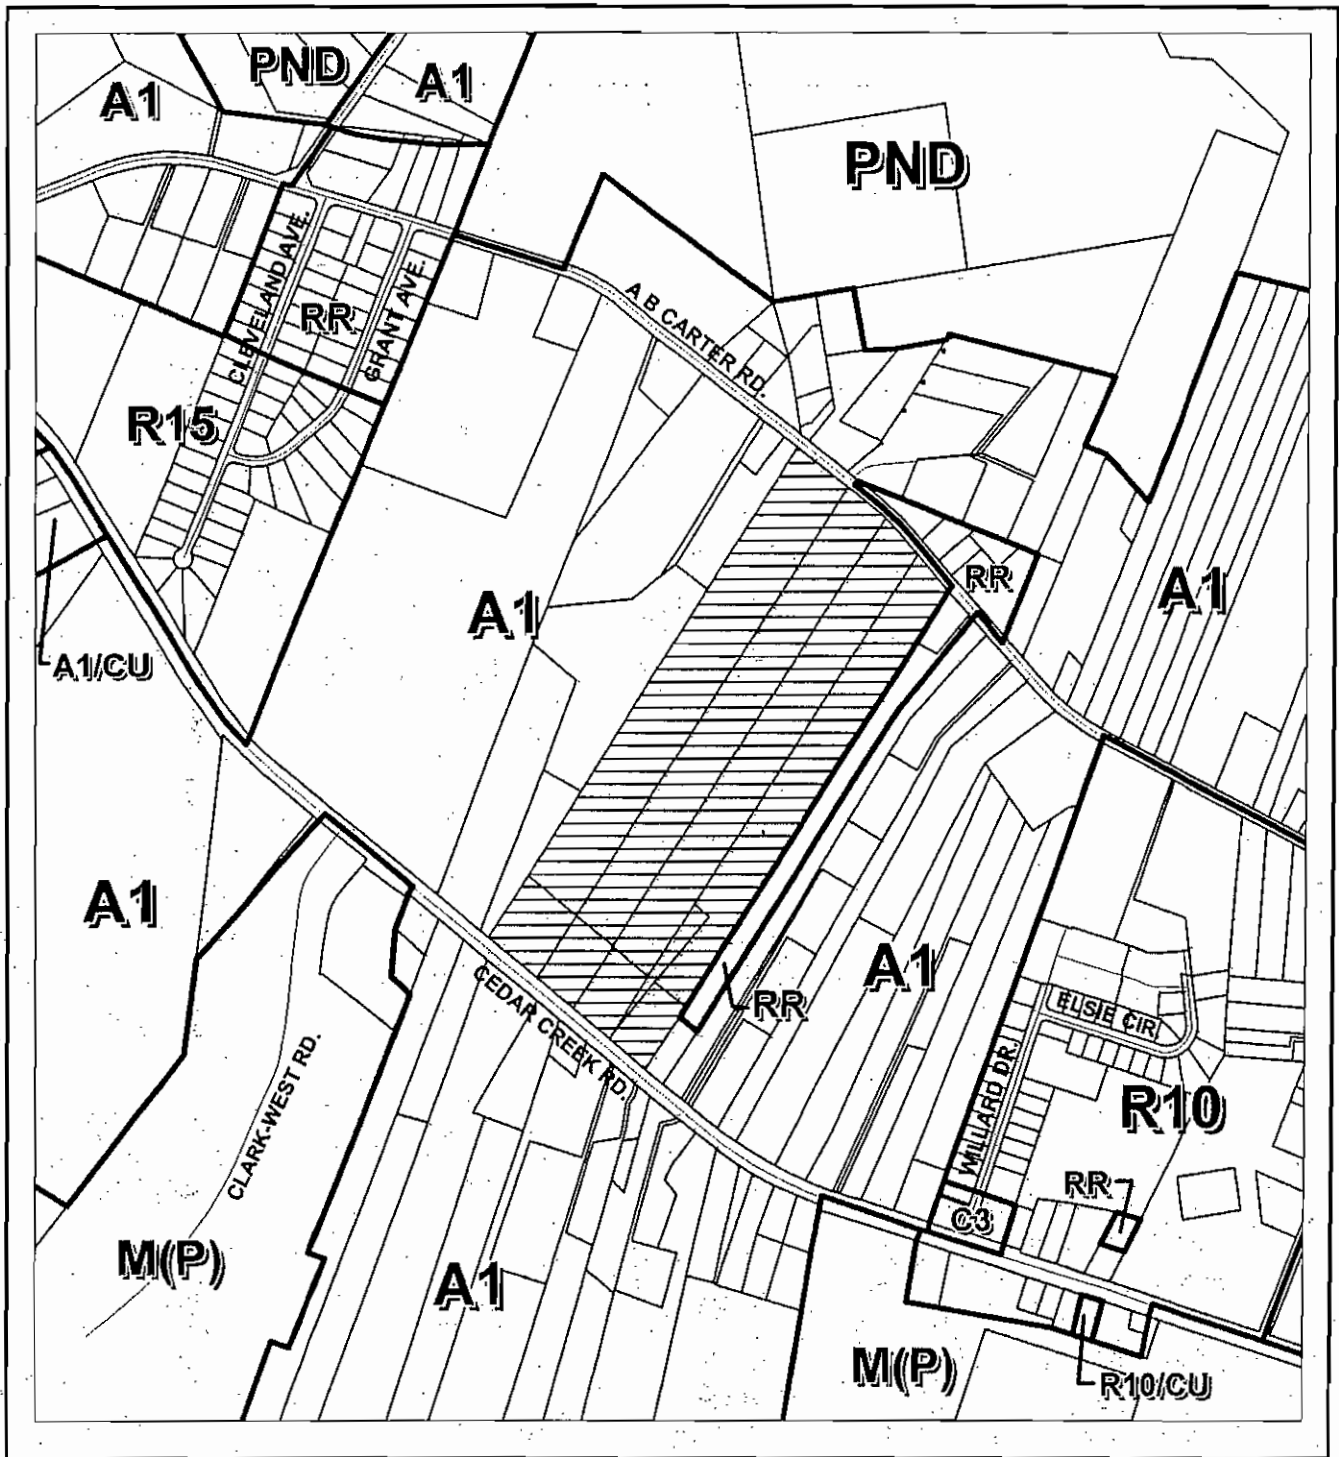 PND
A1
A1
PND
CLEVELAND AVE.
GRANT AVE.
RR
A B CARTER RD.
R15
A1
RR
A1
A1/CU
A1
A1
RR
CEDAR CREEK RD.
ELSIE CIR
WILLARD DR.
CLARK-WEST RD.
R10
RR
C3
M(P)
A1
M(P)
R10/CU